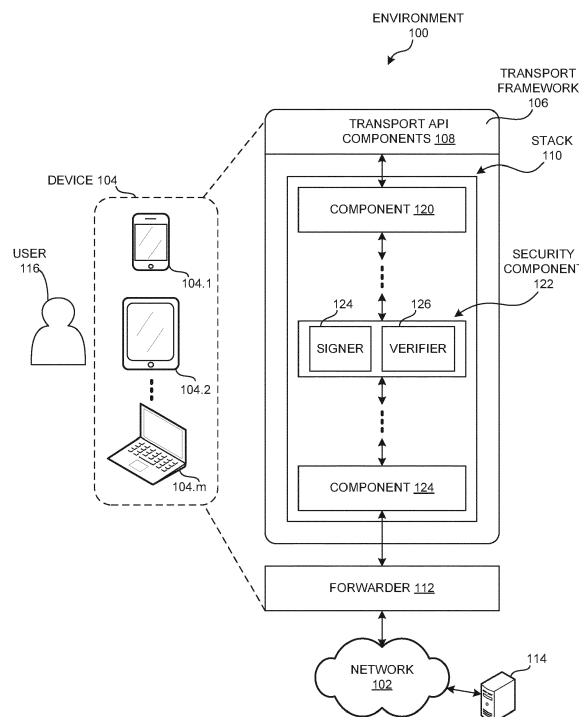 ENVIRONMENT
100
TRANSPORT
FRAMEWORK
106
TRANSPORT API
COMPONENTS 108
STACK
110
DEVICE 104
COMPONENT 120
USER
116
104.1
SECURITY
COMPONENT
122
124
126
SIGNER
VERIFIER
104.2
COMPONENT 124
104.m
FORWARDER 112
NETWORK
102
114